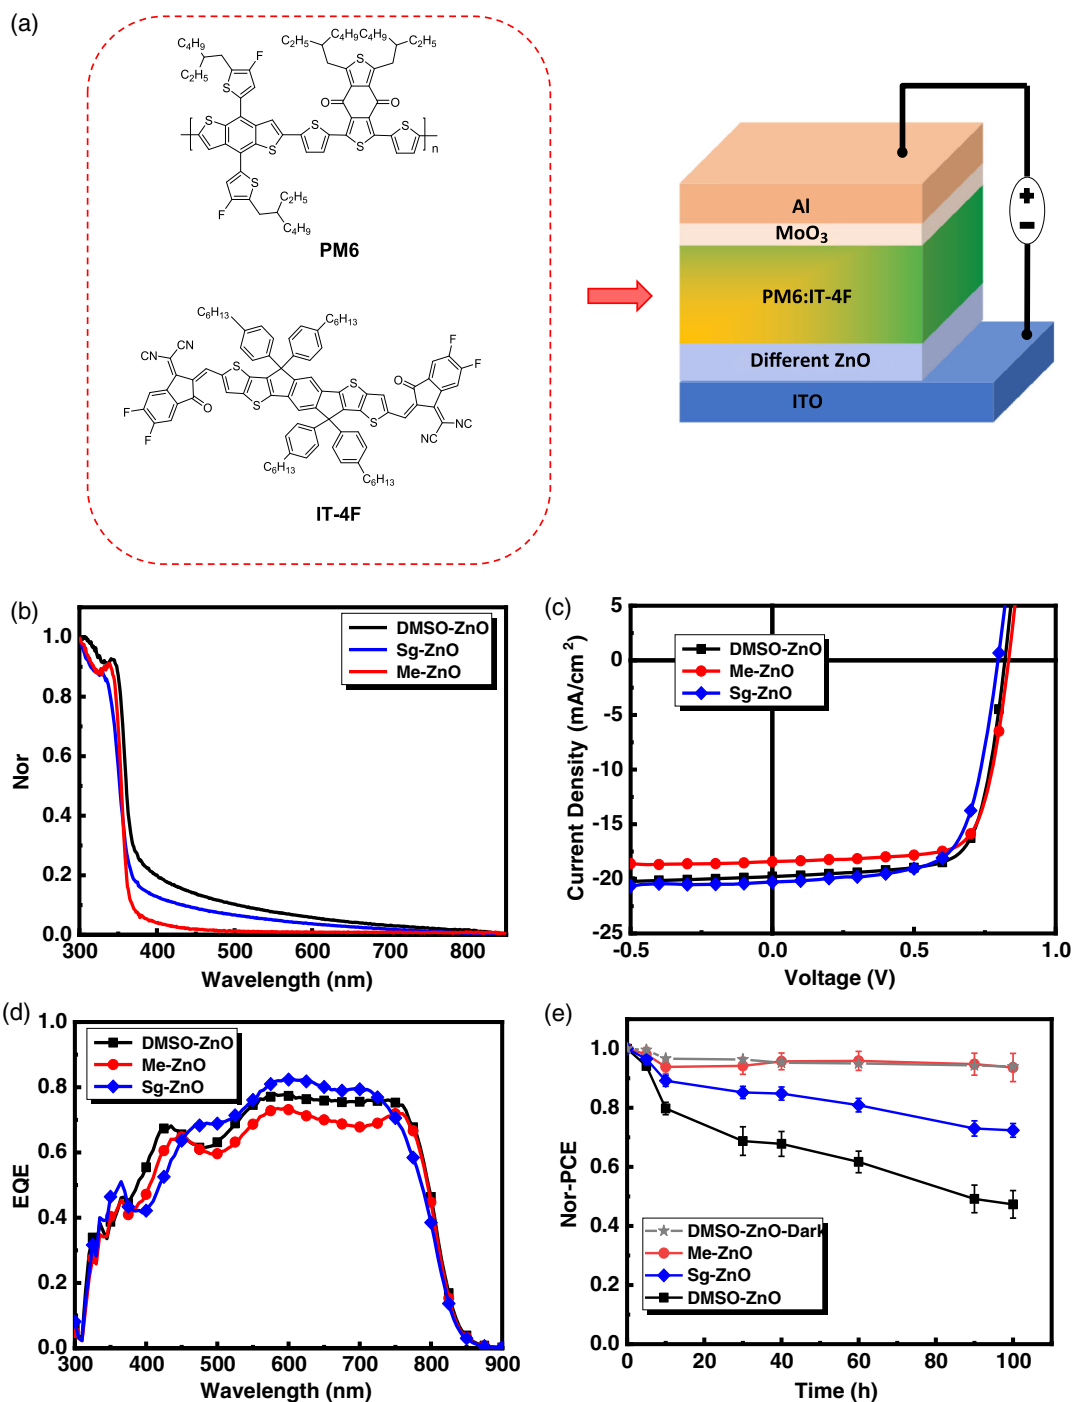 (a)
C4H9
C2H5
F
S
C2H5
C4H9 C4H9
C2H5
S
S
O
O
S
S
S
S
S
n
S
F
C2H5
C4H9
PM6
C6H13
C6H13
CN
CN
F
F
O
S
S
S
S
O
F
F
NC
CN
C6H13
C6H13
IT-4F
Al
MoO3
PM6:IT-4F
Different ZnO
ITO
+
−
(b)
Nor
1.0
0.8
0.6
0.4
0.2
0.0
DMSO-ZnO
Sg-ZnO
Me-ZnO
300 400 500 600 700 800
Wavelength (nm)
(c)
Current Density (mA/cm2)
5
0
-5
-10
-15
-20
-25
DMSO-ZnO
Me-ZnO
Sg-ZnO
-0.5 0.0 0.5 1.0
Voltage (V)
(d)
EQE
1.0
0.8
0.6
0.4
0.2
0.0
DMSO-ZnO
Me-ZnO
Sg-ZnO
300 400 500 600 700 800 900
Wavelength (nm)
(e)
Nor-PCE
1.0
0.8
0.6
0.4
0.2
0.0
DMSO-ZnO-Dark
Me-ZnO
Sg-ZnO
DMSO-ZnO
0 20 40 60 80 100
Time (h)